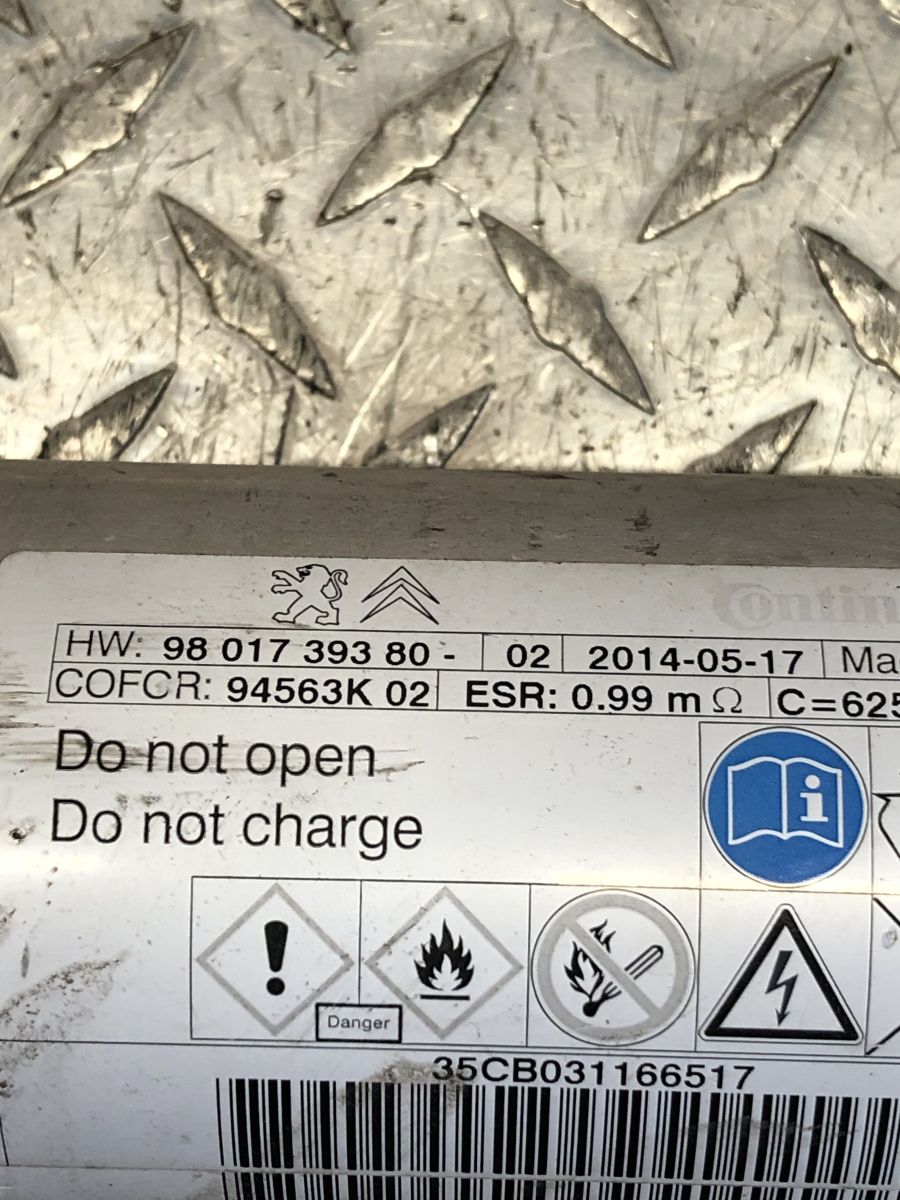 HW: 98 017 393 80 - 02 2014-05-17
COFCR: 94563K 02 ESR: 0.99 m Ω C=625
Do not open
Do not charge
Danger
35CB031166517